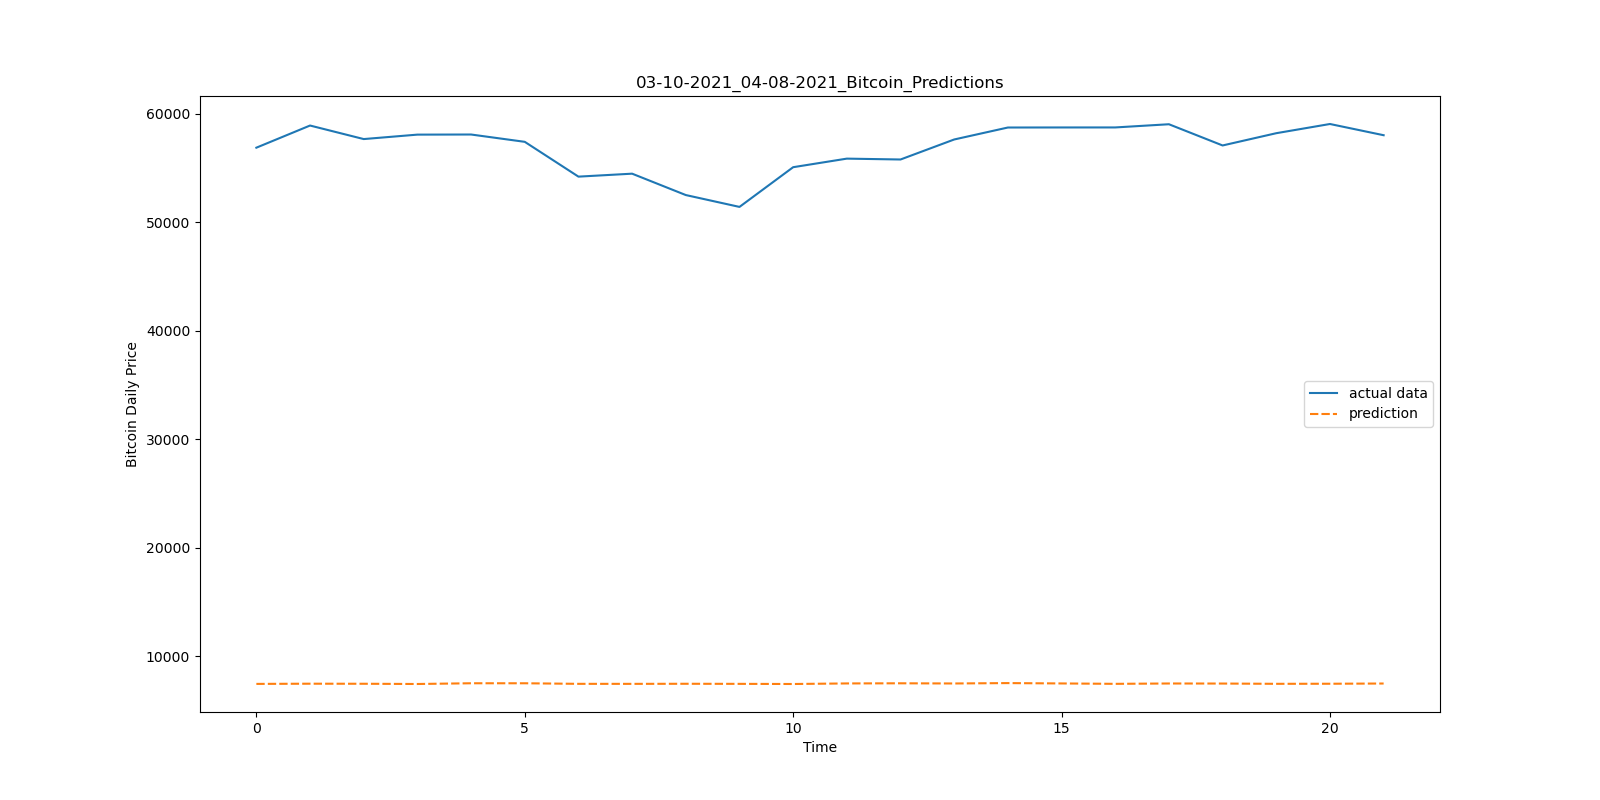 03-10-2021_04-08-2021_Bitcoin_Predictions
60000
50000
40000
30000
20000
10000
Bitcoin Daily Price
actual data
prediction
0
5
10
15
20
Time